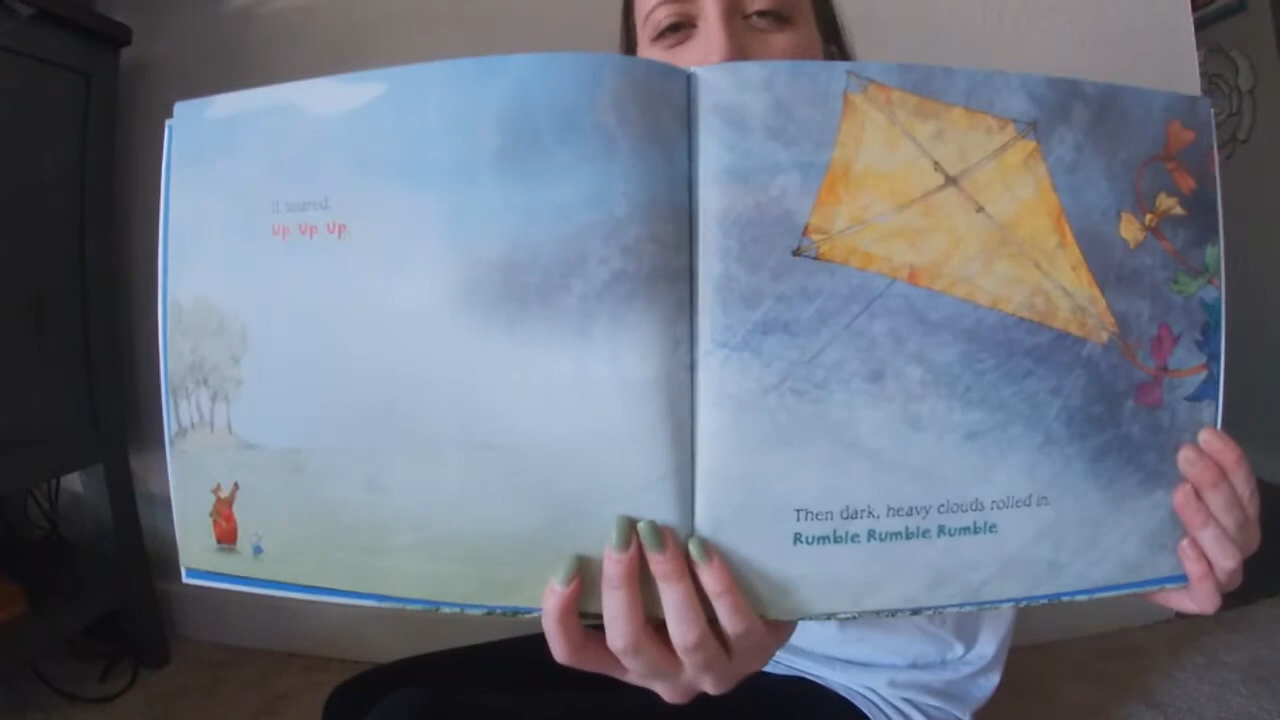 It soared.
Up. Up. Up.
Then dark, heavy clouds rolled in.
Rumble. Rumble. Rumble.